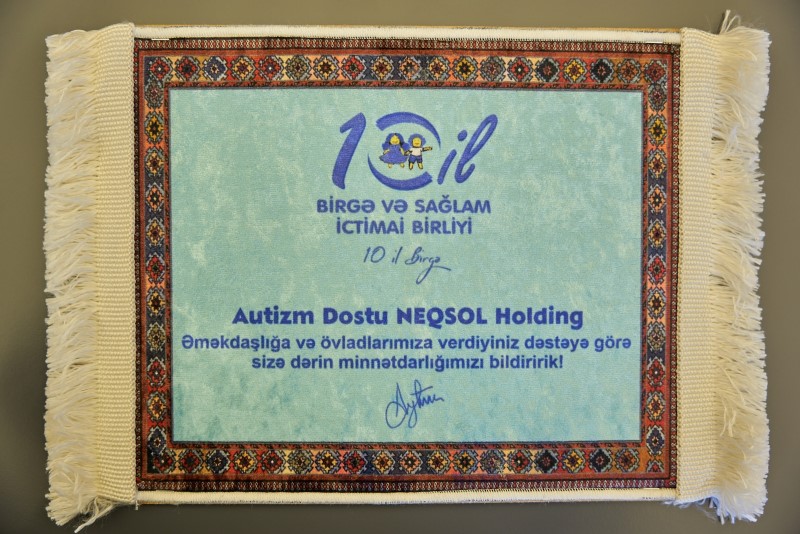 10 il
BİRGƏ VƏ SAĞLAM
İCTİMAİ BİRLİYİ
10 il Birgə
Autizm Dostu NEQSOL Holding
Əməkdaşlığa və övladlarımıza verdiyiniz dəstəyə görə
sizə dərin minnətdarlığımızı bildiririk!